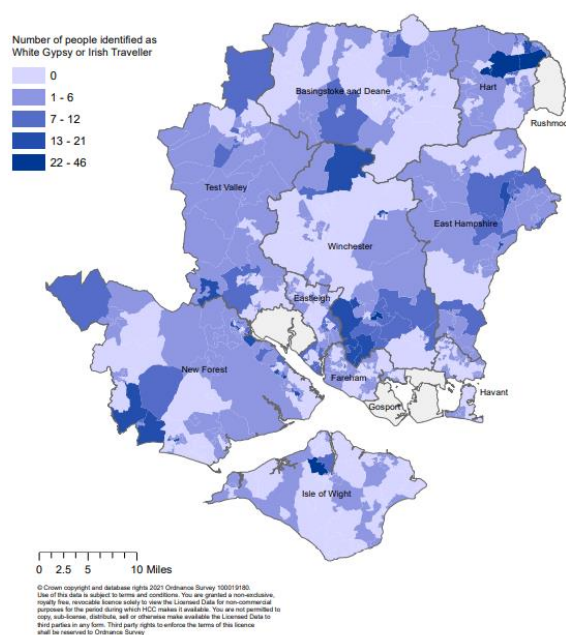 Number of people identified as
White Gypsy or Irish Traveller
0
1 - 6
7 - 12
13 - 21
22 - 46
Basingstoke and Deane
Hart
Rushmoo
Test Valley
East Hampshire
Winchester
Eastleigh
New Forest
Fareham
Havant
Gosport
Isle of Wight
0 5 10 Miles
© Crown copyright and database rights 2021 Ordnance Survey 100019180.
Use of this data is subject to terms and conditions. You are granted a non-exclusive,
royalty free, revocable licence solely to view the Licensed Data for non-commercial
purposes for the period during which HCC makes it available. You are not permitted to
copy, sub-license, distribute, sell or otherwise make available the Licensed Data to
third parties in any form. Third party rights to enforce the terms of this licence
shall be reserved to Ordnance Survey